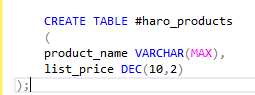 CREATE TABLE #haro_products
(
product_name VARCHAR(MAX),
list_price DEC(10,2)
);